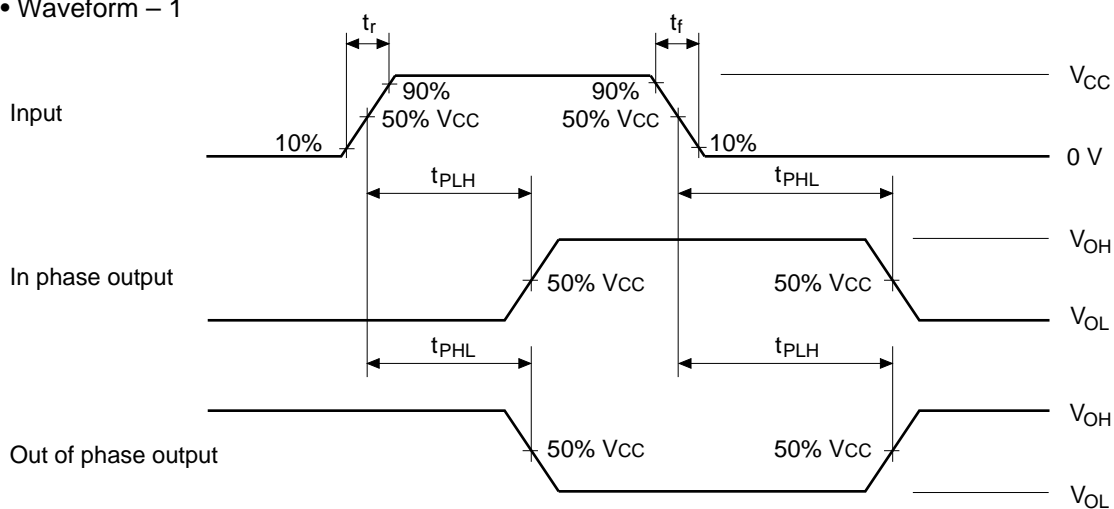 • Waveform – 1
tr
tf
VCC
Input
90%
90%
50% VCC
50% VCC
10%
10%
0 V
tPLH
tPHL
VOH
In phase output
50% VCC
50% VCC
VOL
tPHL
tPLH
VOH
Out of phase output
50% VCC
50% VCC
VOL